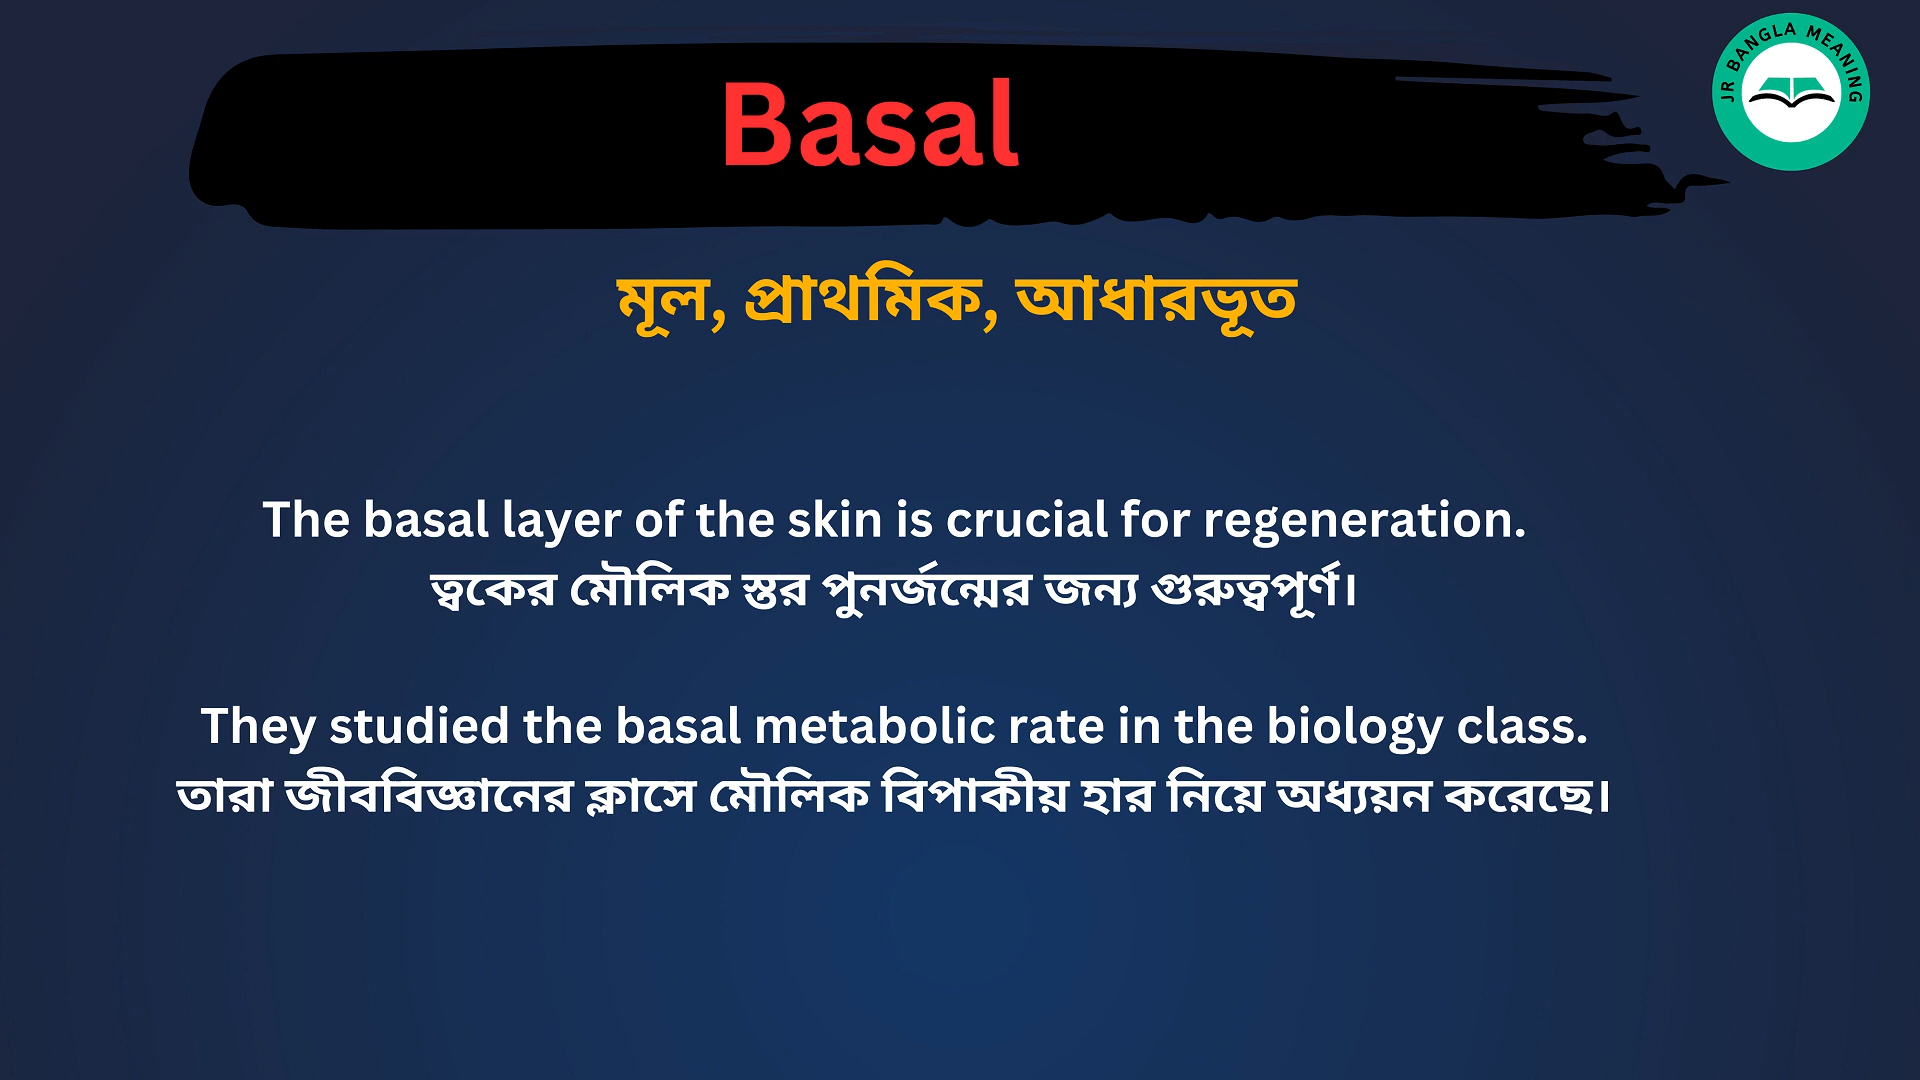 JR BANGLA MEANING
Basal
মূল, প্রাথমিক, আধারভূত
The basal layer of the skin is crucial for regeneration.
ত্বকের মৌলিক স্তর পুনর্জন্মের জন্য গুরুত্বপূর্ণ।
They studied the basal metabolic rate in the biology class.
তারা জীববিজ্ঞানের ক্লাসে মৌলিক বিপাকীয় হার নিয়ে অধ্যয়ন করেছে।